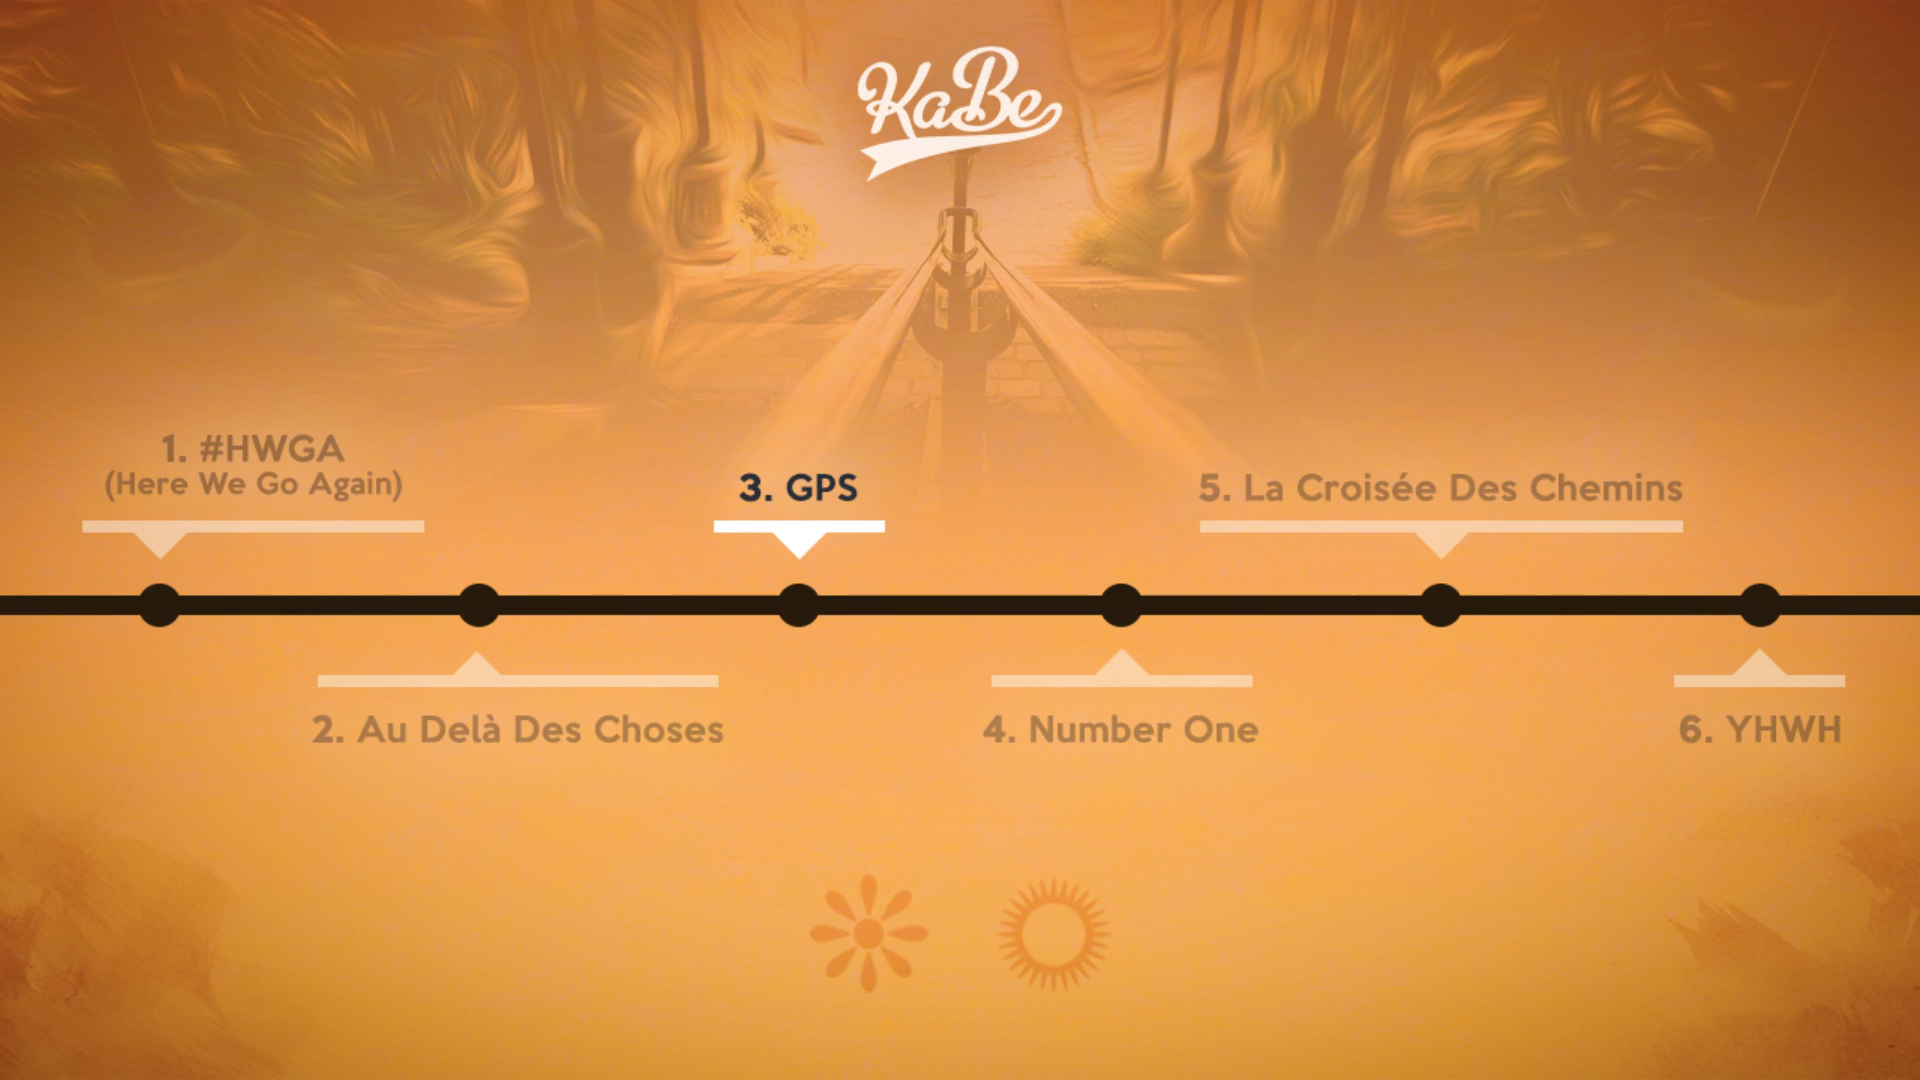 KaBe
1. #HWGA
(Here We Go Again)
2. Au Delà Des Choses
3. GPS
4. Number One
5. La Croisée Des Chemins
6. YHWH